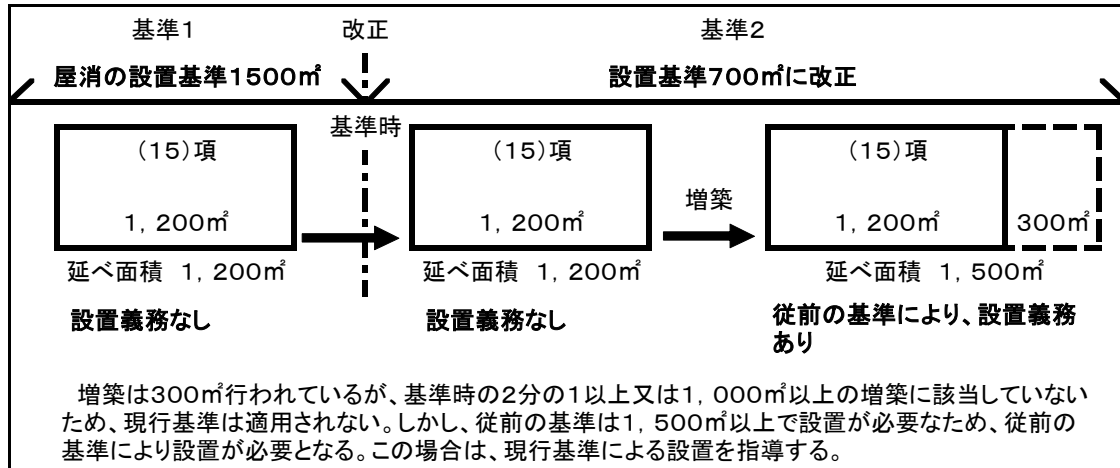 基準1
改正
基準2
屋消の設置基準1500㎡
設置基準700㎡に改正
基準時
(15)項
(15)項
(15)項
増築
1,200㎡
1,200㎡
1,200㎡
300㎡
延べ面積 1,200㎡
延べ面積 1,200㎡
延べ面積 1,500㎡
設置義務なし
設置義務なし
従前の基準により、設置義務
あり
増築は300㎡行われているが、基準時の2分の1以上又は1,000㎡以上の増築に該当していない
ため、現行基準は適用されない。しかし、従前の基準は1,500㎡以上で設置が必要なため、従前の
基準により設置が必要となる。この場合は、現行基準による設置を指導する。